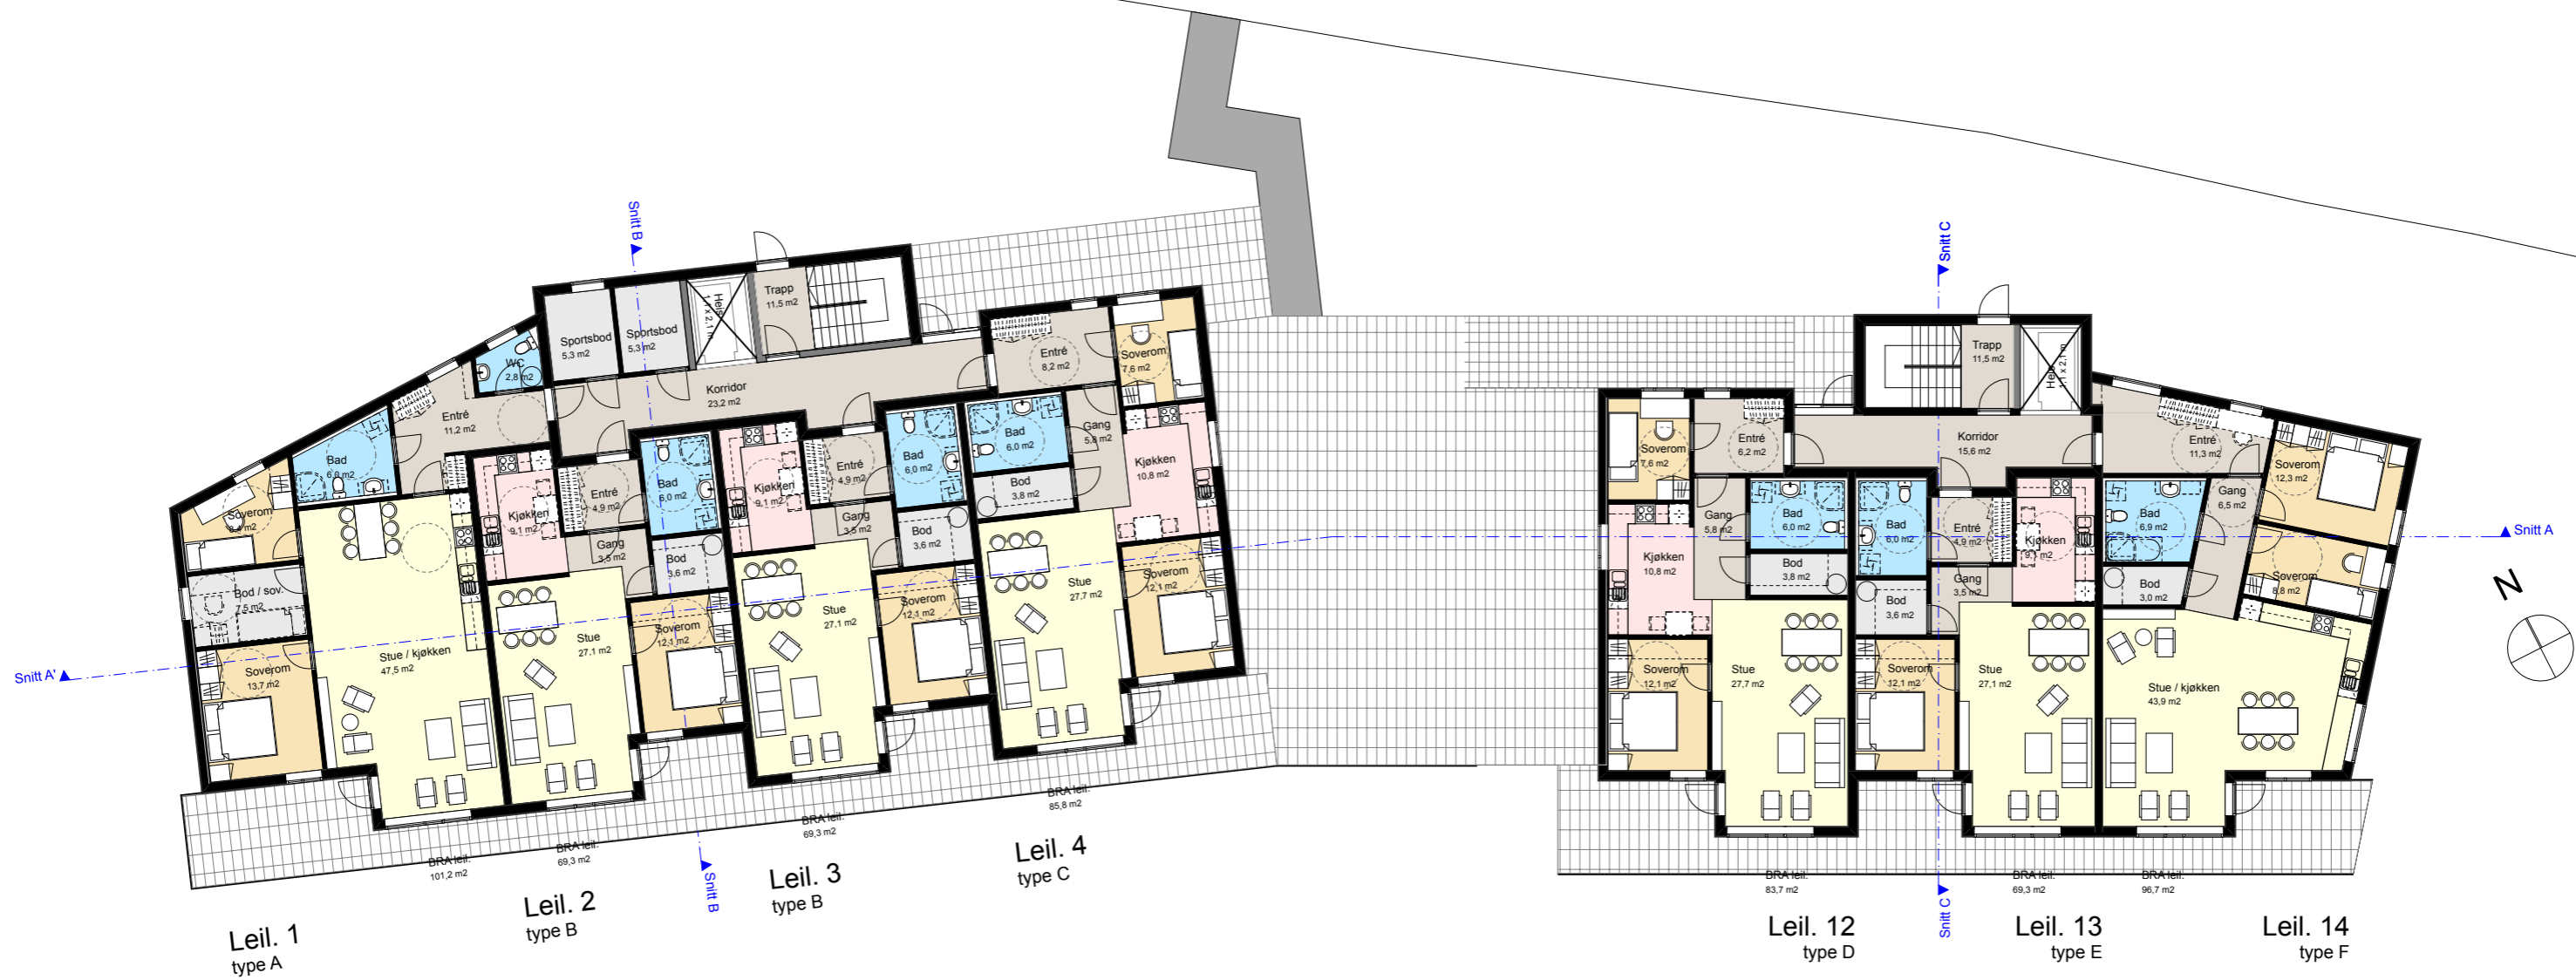 Snitt B
Snitt C
Sportsbod
5,3 m2
Sportsbod
5,3 m2
Heis
1,1 x 2,1 m
Trapp
11,5 m2
WC
2,8 m2
Korridor
23,2 m2
Entré
11,2 m2
Bad
6,0 m2
Soverom
Bod / sov.
7,5 m2
Soverom
13,7 m2
Stue / kjøkken
47,5 m2
Kjøkken
9,1 m2
Entré
4,9 m2
Gang
3,5 m2
Bad
6,0 m2
Bod
3,6 m2
Stue
27,1 m2
Soverom
12,1 m2
Kjøkken
9,1 m2
Entré
4,9 m2
Gang
3,5 m2
Bad
6,0 m2
Bod
3,6 m2
Stue
27,1 m2
Soverom
12,1 m2
Entré
8,2 m2
Soverom
7,6 m2
Bad
6,0 m2
Gang
5,8 m2
Bod
3,8 m2
Kjøkken
10,8 m2
Stue
27,7 m2
Soverom
12,1 m2
Snitt A'
BRA leil.
101,2 m2
BRA leil.
69,3 m2
BRA leil.
69,3 m2
BRA leil.
85,8 m2
Leil. 1
type A
Leil. 2
type B
Snitt B
Leil. 3
type B
Leil. 4
type C
Trapp
11,5 m2
Heis
1,1 x 2,1 m
Soverom
7,6 m2
Entré
6,2 m2
Korridor
15,6 m2
Entré
11,3 m2
Soverom
12,3 m2
Gang
5,8 m2
Bad
6,0 m2
Bod
3,8 m2
Kjøkken
10,8 m2
Soverom
12,1 m2
Stue
27,7 m2
Bad
6,0 m2
Entré
4,9 m2
Kjøkken
9,1 m2
Gang
3,5 m2
Bod
3,6 m2
Soverom
12,1 m2
Stue
27,1 m2
Bad
6,9 m2
Gang
6,5 m2
Bod
3,0 m2
Soverom
8,8 m2
Stue / kjøkken
43,9 m2
Snitt A
N
BRA leil.
83,7 m2
BRA leil.
69,3 m2
BRA leil.
96,7 m2
Snitt C
Leil. 12
type D
Leil. 13
type E
Leil. 14
type F